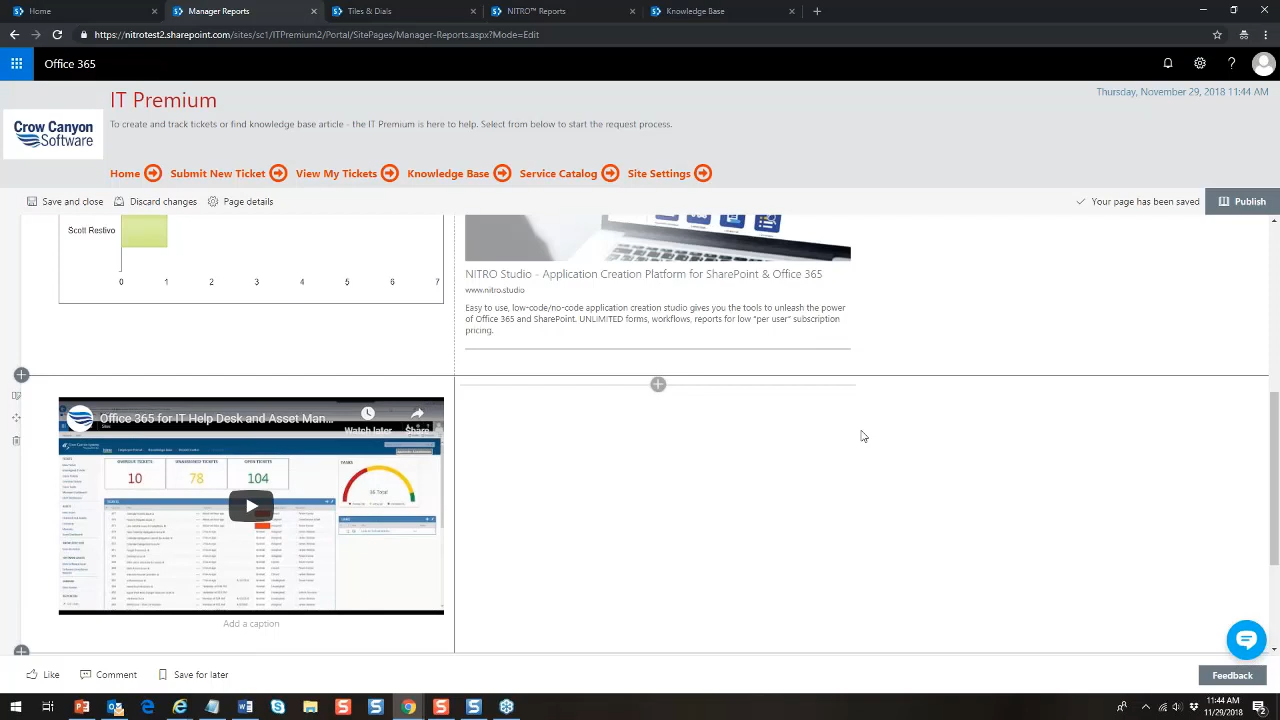 Home
Manager Reports
Tiles & Dials
NITRO™ Reports
Knowledge Base
https://nitrotest2.sharepoint.com/sites/sc1/ITPremium2/Portal/SitePages/Manager-Reports.aspx?Mode=Edit
Office 365
IT Premium
Thursday, November 29, 2018 11:44 AM
Crow Canyon
Software
To create and track tickets or find knowledge base article - the IT Premium is here to help. Select from below to start the request process.
Home Submit New Ticket View My Tickets Knowledge Base Service Catalog Site Settings
Save and close Discard changes Page details Your page has been saved Publish
Scott Restivo
0 1 2 3 4 5 6 7
NITRO Studio - Application Creation Platform for SharePoint & Office 365
www.nitro.studio
Easy to use, low-code/no-code application creation studio gives you the tools to unleash the power
of Office 365 and SharePoint. UNLIMITED forms, workflows, reports for low "per user" subscription
pricing.
Office 365 for IT Help Desk and Asset Man...
Watch later Share
OVERDUE TICKETS UNASSIGNED TICKETS OPEN TICKETS
10 78 104
TASKS
Total
Add a caption
Like Comment Save for later
Feedback
11:44 AM
11/29/2018